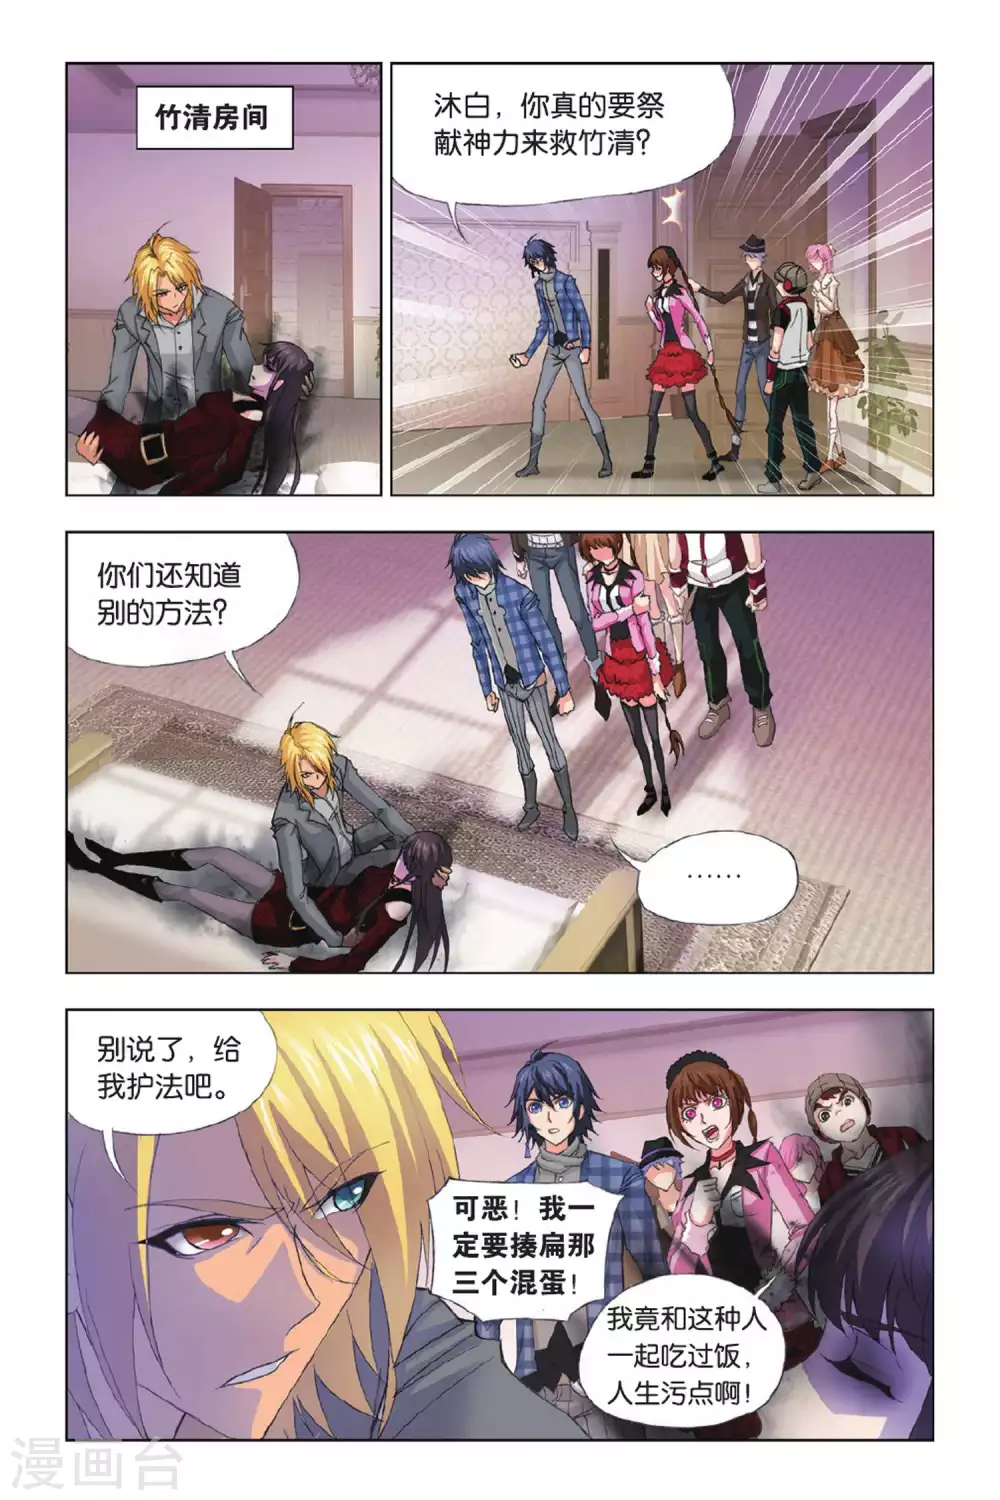 竹清房间
沐白，你真的要祭
献神力来救竹清？
你们还知道
别的方法？
……
别说了，给
我护法吧。
可恶！我一
定要揍扁那
三个混蛋！
我竟和这种人
一起吃过饭，
人生污点啊！
漫画台